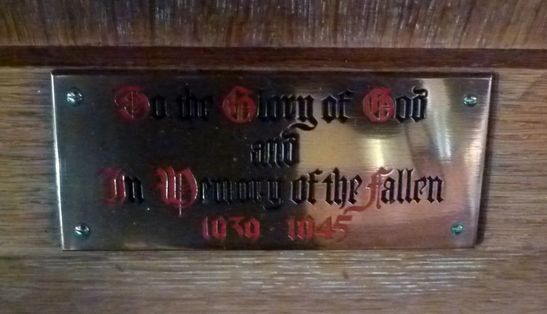 To the Glory of God
and
In Memory of the Fallen
1939 - 1945